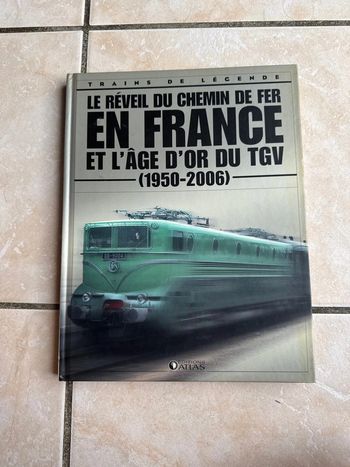 TRAINS DE LÉGENDE
LE RÉVEIL DU CHEMIN DE FER
EN FRANCE
ET L'ÂGE D'OR DU TGV
(1950-2006)
EDITIONS
ATLAS